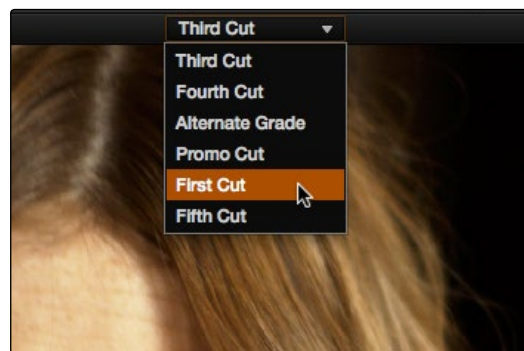 Third Cut
Third Cut
Fourth Cut
Alternate Grade
Promo Cut
First Cut
Fifth Cut